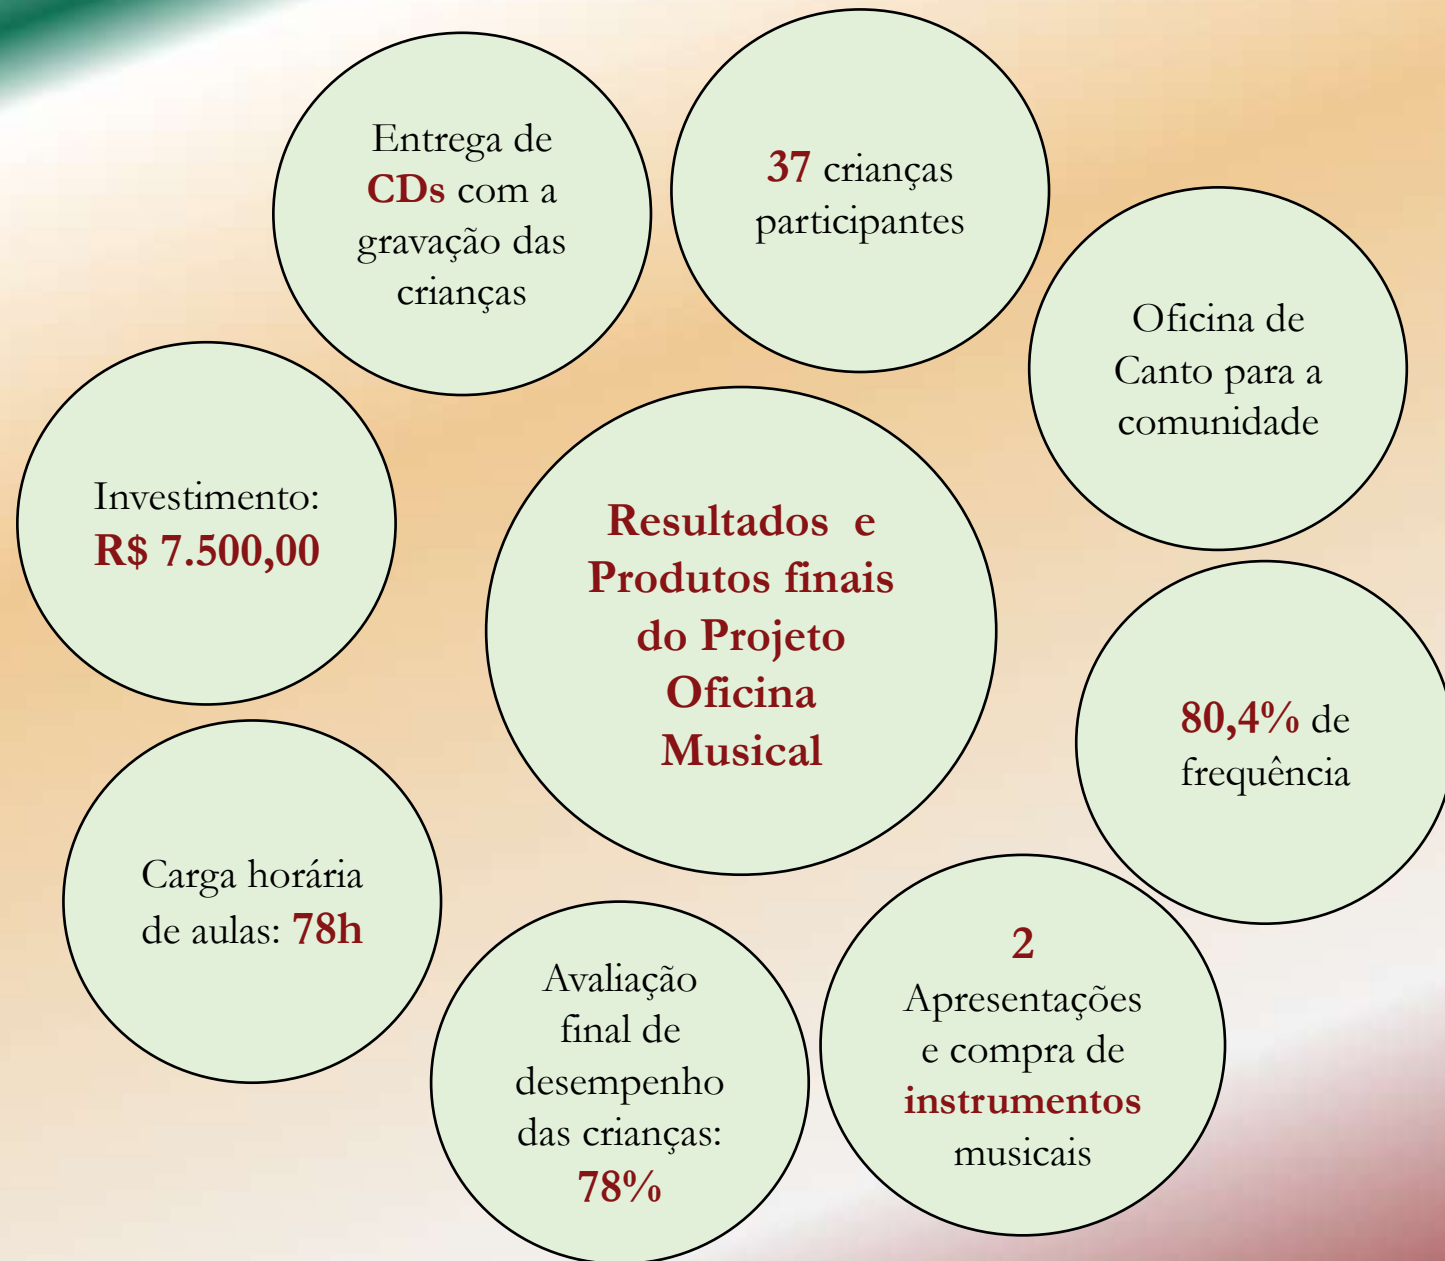 Entrega de
CDs com a
gravação das
crianças
37 crianças
participantes
Oficina de
Canto para a
comunidade
Investimento:
R$ 7.500,00
Resultados e
Produtos finais
do Projeto
Oficina
Musical
80,4% de
frequência
Carga horária
de aulas: 78h
Avaliação
final de
desempenho
das crianças:
78%
2
Apresentações
e compra de
instrumentos
musicais